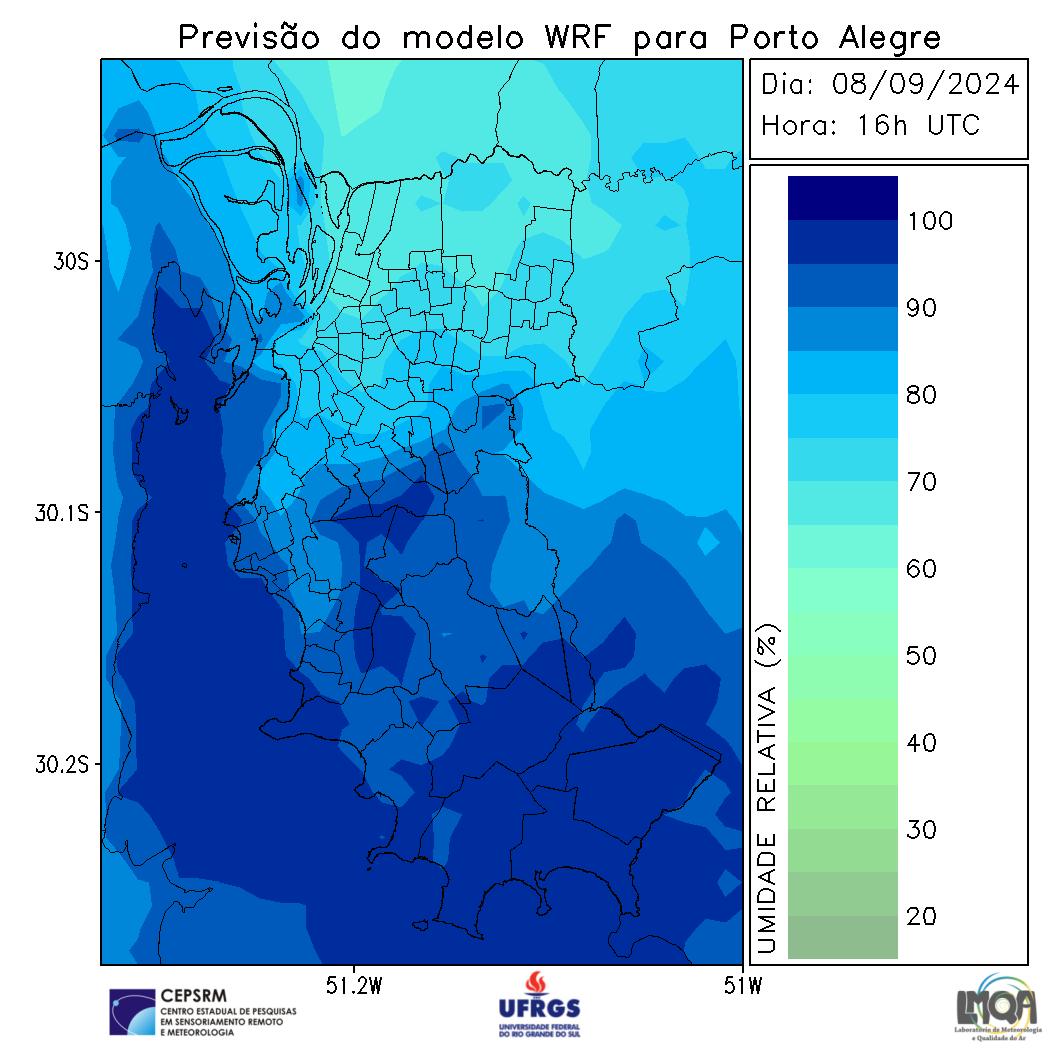 Previsão do modelo WRF para Porto Alegre
Dia: 08/09/2024
Hora: 16h UTC
30S
30.1S
30.2S
51.2W
51W
UMIDADE RELATIVA (%)
100
90
80
70
60
50
40
30
20
CEPSRM
CENTRO ESTADUAL DE PESQUISAS
EM SENSORIAMENTO REMOTO
E METEOROLOGIA
UFRGS
UNIVERSIDADE FEDERAL
DO RIO GRANDE DO SUL
LMQA
Laboratório de Meteorologia
e Qualidade do Ar